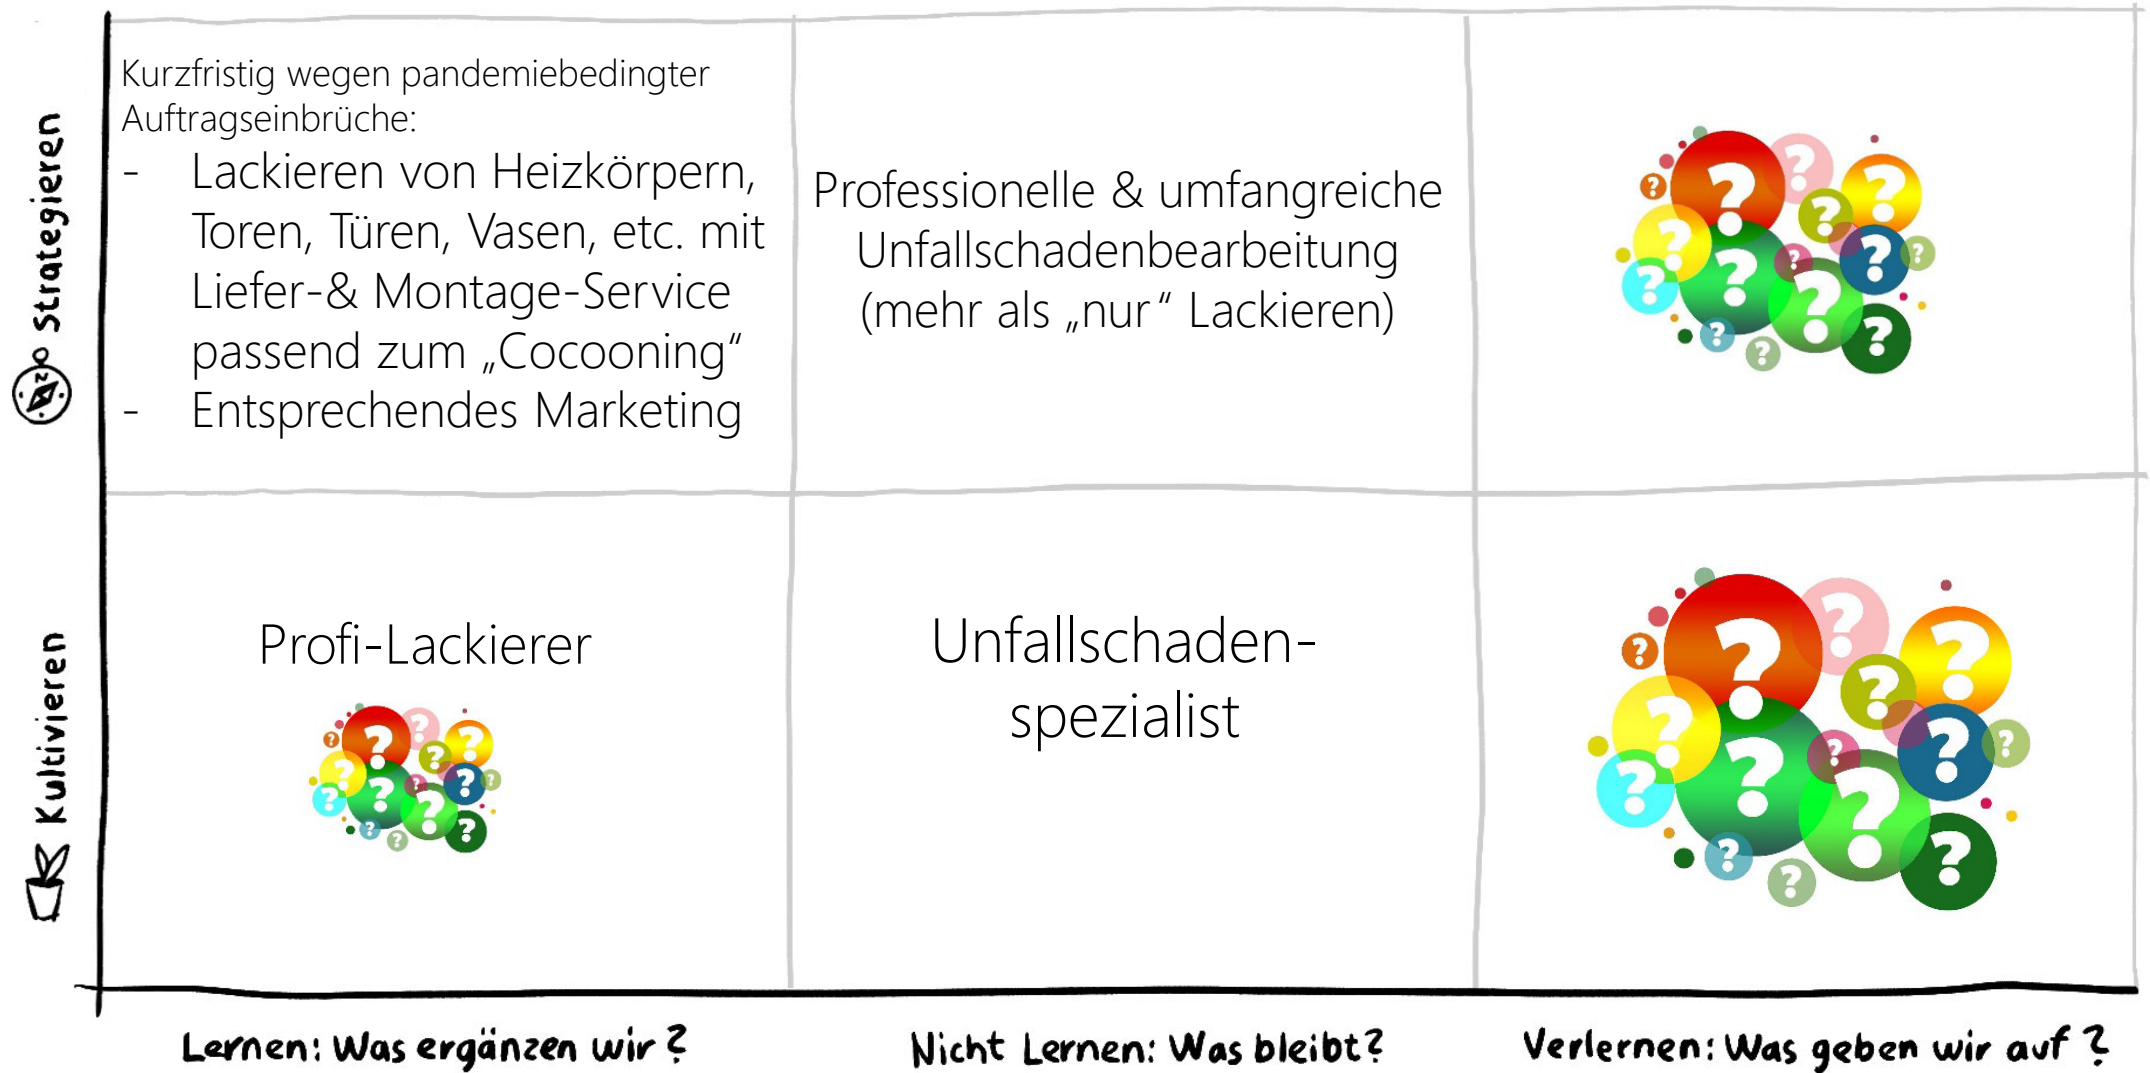 Strategieren
Kurzfristig wegen pandemiebedingter
Auftragseinbrüche:
- Lackieren von Heizkörpern,
Toren, Türen, Vasen, etc. mit
Liefer-& Montage-Service
passend zum „Cocooning“
- Entsprechendes Marketing
Professionelle & umfangreiche
Unfallschadenbearbeitung
(mehr als „nur“ Lackieren)
Kultivieren
Profi-Lackierer
Unfallschaden-
spezialist
Lernen: Was ergänzen wir?
Nicht Lernen: Was bleibt?
Verlernen: Was geben wir auf?